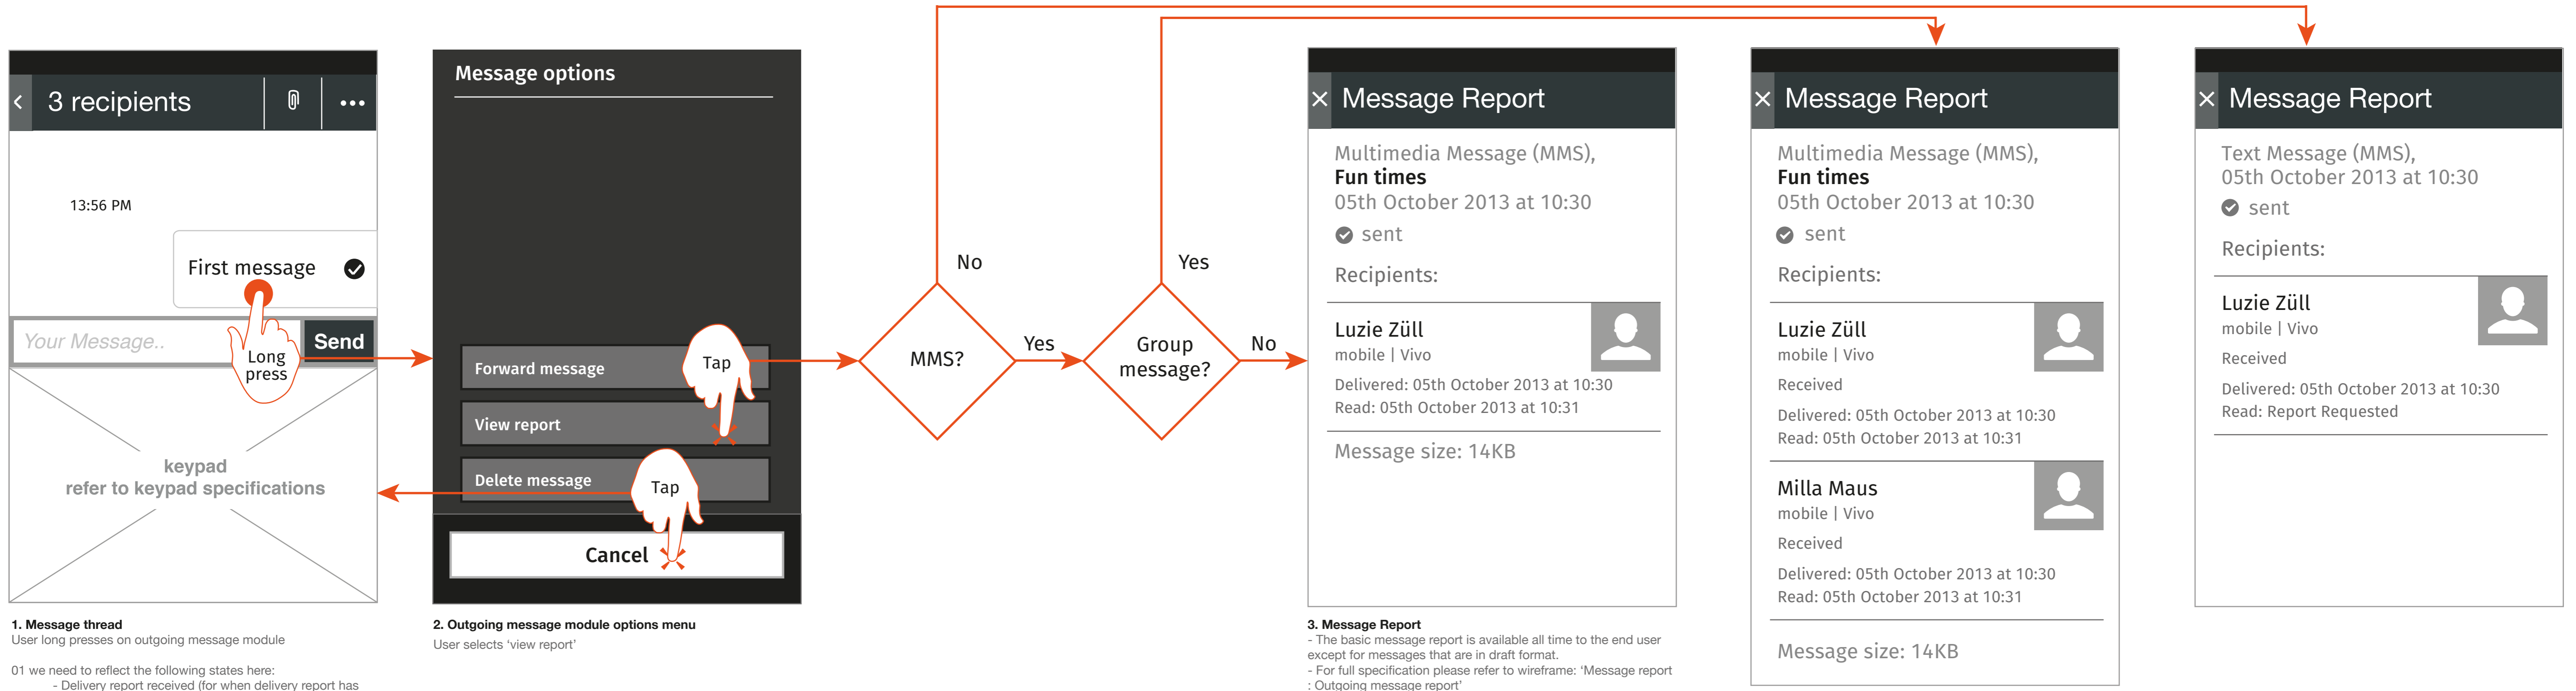 3 recipients
13:56 PM
First message
Your Message..
Send
Long
press
keypad
refer to keypad specifications
1. Message thread
User long presses on outgoing message module
01 we need to reflect the following states here:
- Delivery report received (for when delivery report has
Message options
Forward message
Tap
View report
Delete message
Tap
Cancel
2. Outgoing message module options menu
User selects ‘view report’
No
MMS?
Yes
Yes
Group
message?
No
Message Report
Multimedia Message (MMS),
Fun times
05th October 2013 at 10:30
sent
Recipients:
Luzie Züll
mobile | Vivo
Delivered: 05th October 2013 at 10:30
Read: 05th October 2013 at 10:31
Message size: 14KB
3. Message Report
- The basic message report is available all time to the end user
except for messages that are in draft format.
- For full specification please refer to wireframe: ‘Message report
: Outgoing message report’
Message Report
Multimedia Message (MMS),
Fun times
05th October 2013 at 10:30
sent
Recipients:
Luzie Züll
mobile | Vivo
Received
Delivered: 05th October 2013 at 10:30
Read: 05th October 2013 at 10:31
Milla Maus
mobile | Vivo
Received
Delivered: 05th October 2013 at 10:30
Read: 05th October 2013 at 10:31
Message size: 14KB
Message Report
Text Message (MMS),
05th October 2013 at 10:30
sent
Recipients:
Luzie Züll
mobile | Vivo
Received
Delivered: 05th October 2013 at 10:30
Read: Report Requested